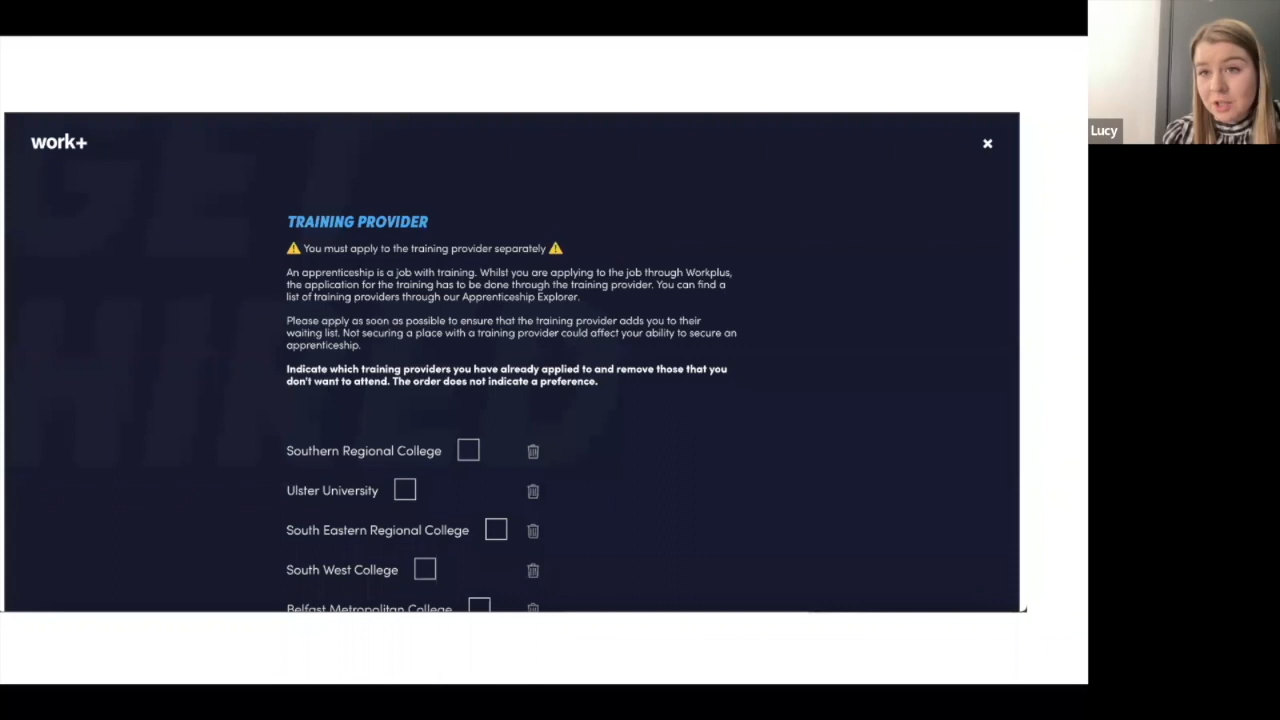 work+
Lucy
TRAINING PROVIDER
You must apply to the training provider separately
An apprenticeship is a job with training. Whilst you are applying to the job through Workplus,
the application for the training has to be done through the training provider. You can find a
list of training providers through our Apprenticeship Explorer.
Please apply as soon as possible to ensure that the training provider adds you to their
waiting list. Not securing a place with a training provider could affect your ability to secure an
apprenticeship.
Indicate which training providers you have already applied to and remove those that you
don't want to attend. The order does not indicate a preference.
Southern Regional College
Ulster University
South Eastern Regional College
South West College
Belfast Metropolitan College
GET
HIRED